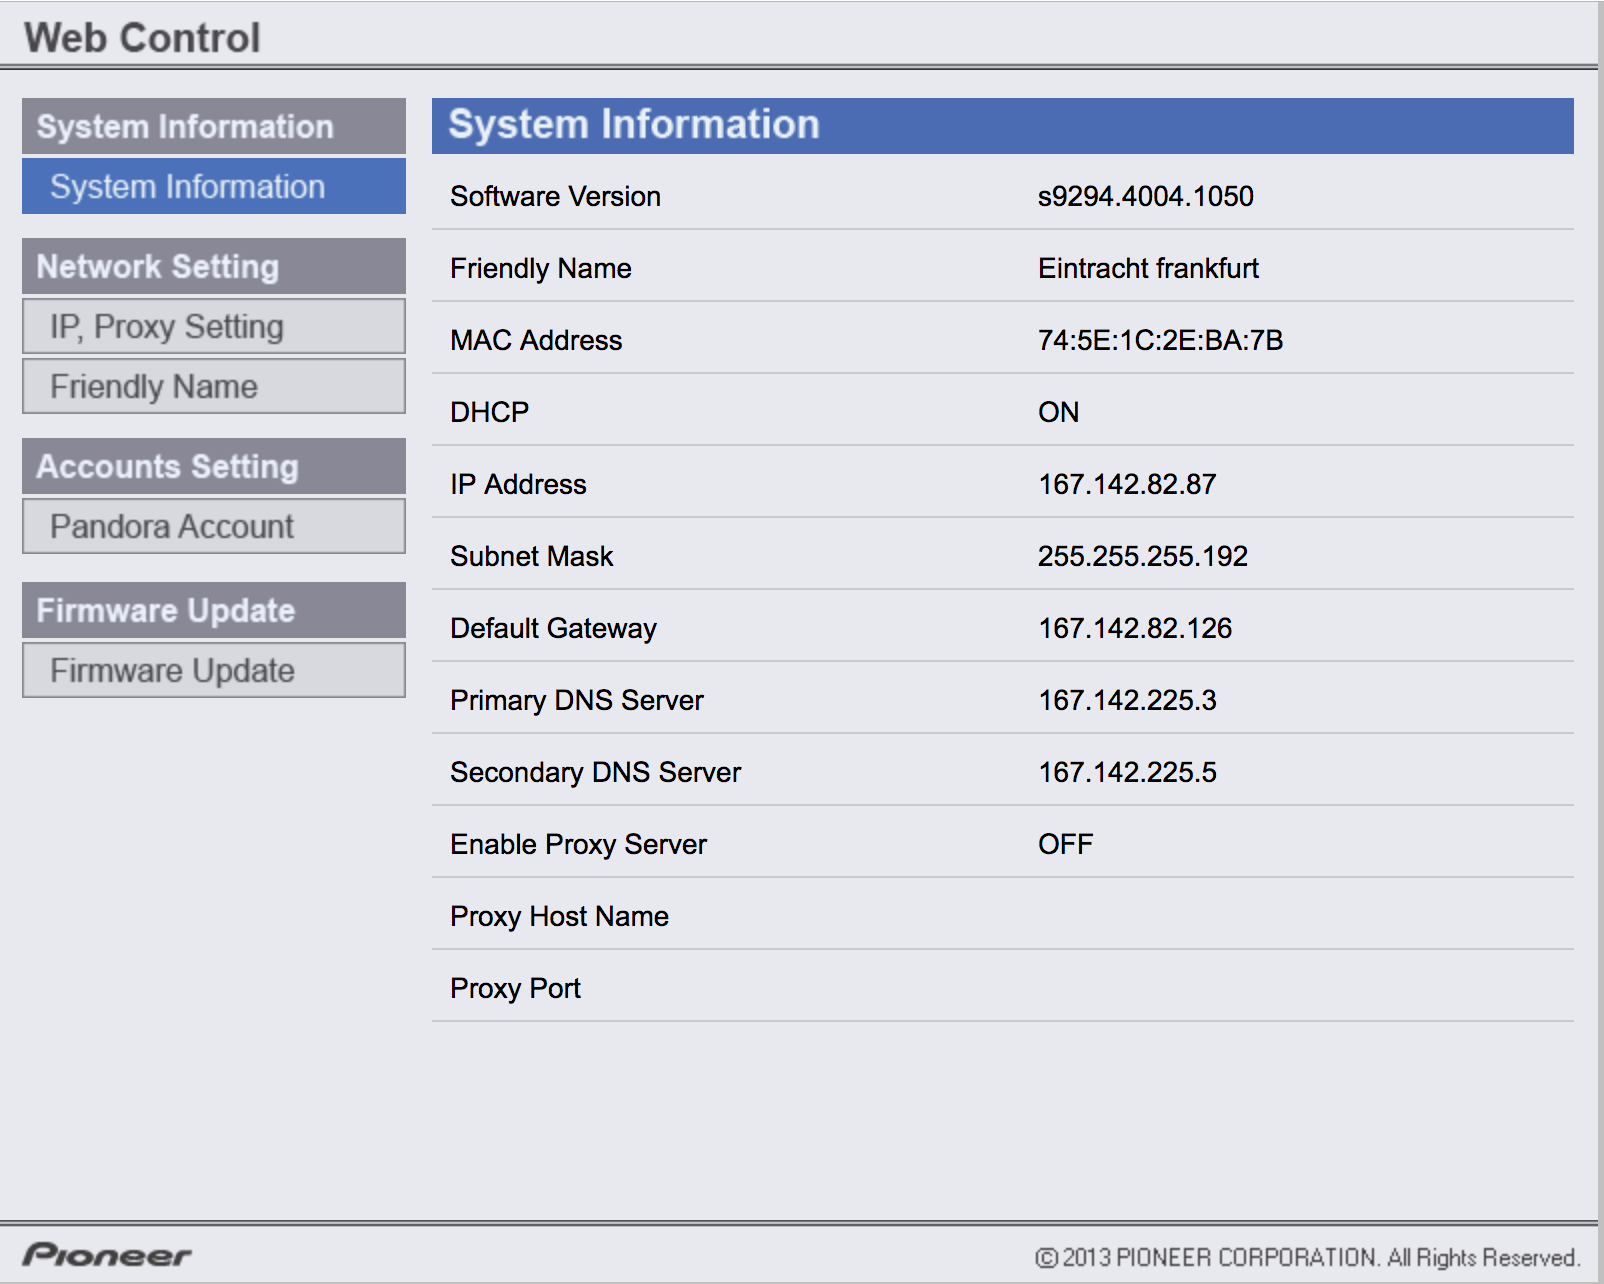 Web Control
System Information
System Information
Network Setting
IP, Proxy Setting
Friendly Name
Accounts Setting
Pandora Account
Firmware Update
Firmware Update
System Information
Software Version s9294.4004.1050
Friendly Name Eintracht frankfurt
MAC Address 74:5E:1C:2E:BA:7B
DHCP ON
IP Address 167.142.82.87
Subnet Mask 255.255.255.192
Default Gateway 167.142.82.126
Primary DNS Server 167.142.225.3
Secondary DNS Server 167.142.225.5
Enable Proxy Server OFF
Proxy Host Name
Proxy Port
Pioneer
© 2013 PIONEER CORPORATION. All Rights Reserved.